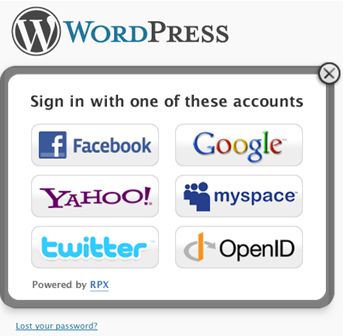 WORDPRESS
Sign in with one of these accounts
Facebook Google™
YAHOO!. myspace
twitter OpenID
Powered by RPX
Lost your password?